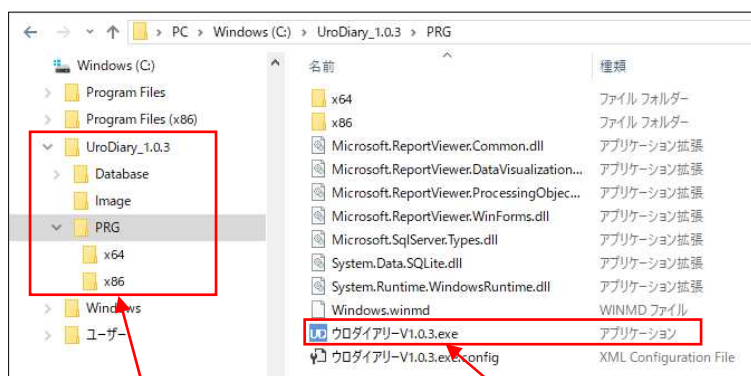 PC > Windows (C:) > UroDiary_1.0.3 > PRG
Windows (C:)
Program Files
Program Files (x86)
UroDiary_1.0.3
Database
Image
PRG
x64
x86
Windows
ユーザー
名前 種類
x64 ファイル フォルダー
x86 ファイル フォルダー
Microsoft.ReportViewer.Common.dll アプリケーション拡張
Microsoft.ReportViewer.DataVisualization... アプリケーション拡張
Microsoft.ReportViewer.ProcessingObjec... アプリケーション拡張
Microsoft.ReportViewer.WinForms.dll アプリケーション拡張
Microsoft.SqlServer.Types.dll アプリケーション拡張
System.Data.SQLite.dll アプリケーション拡張
System.Runtime.WindowsRuntime.dll アプリケーション拡張
Windows.winmd WINMD ファイル
UD ウロダイアリーV1.0.3.exe アプリケーション
ウロダイアリーV1.0.3.exe.config XML Configuration File